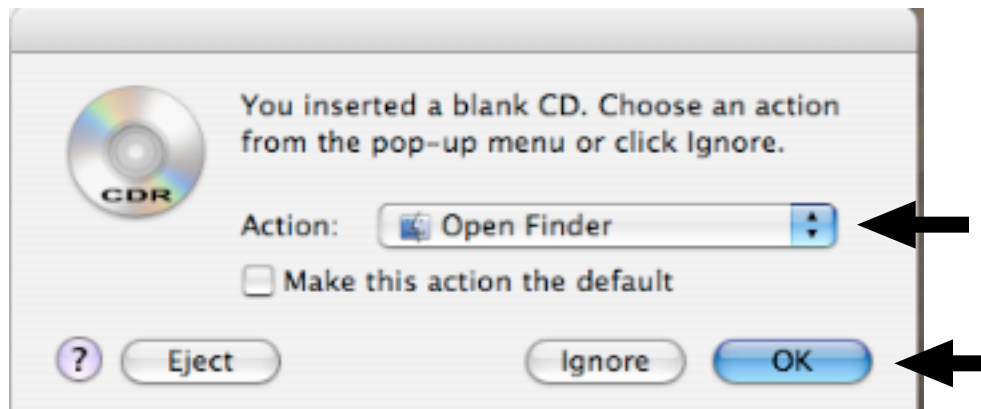 You inserted a blank CD. Choose an action
from the pop-up menu or click Ignore.
CDR
Action: Open Finder
Make this action the default
? Eject Ignore OK